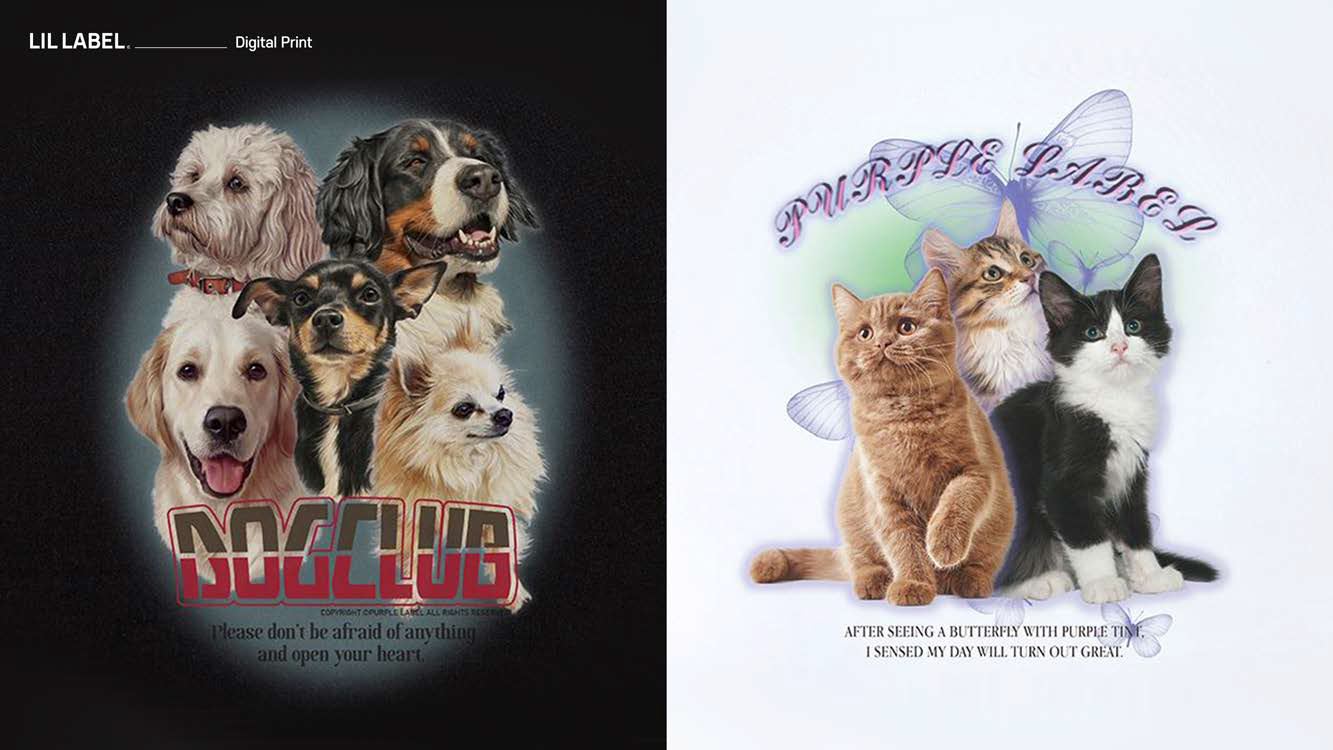 LIL LABEL
Digital Print
DOGCLUB
COPYRIGHT ©PURPLE LABEL ALL RIGHTS RESERVED
Please don't be afraid of anything
and open your heart.
PURPLE LABEL
AFTER SEEING A BUTTERFLY WITH PURPLE TINT,
I SENSED MY DAY WILL TURN OUT GREAT.